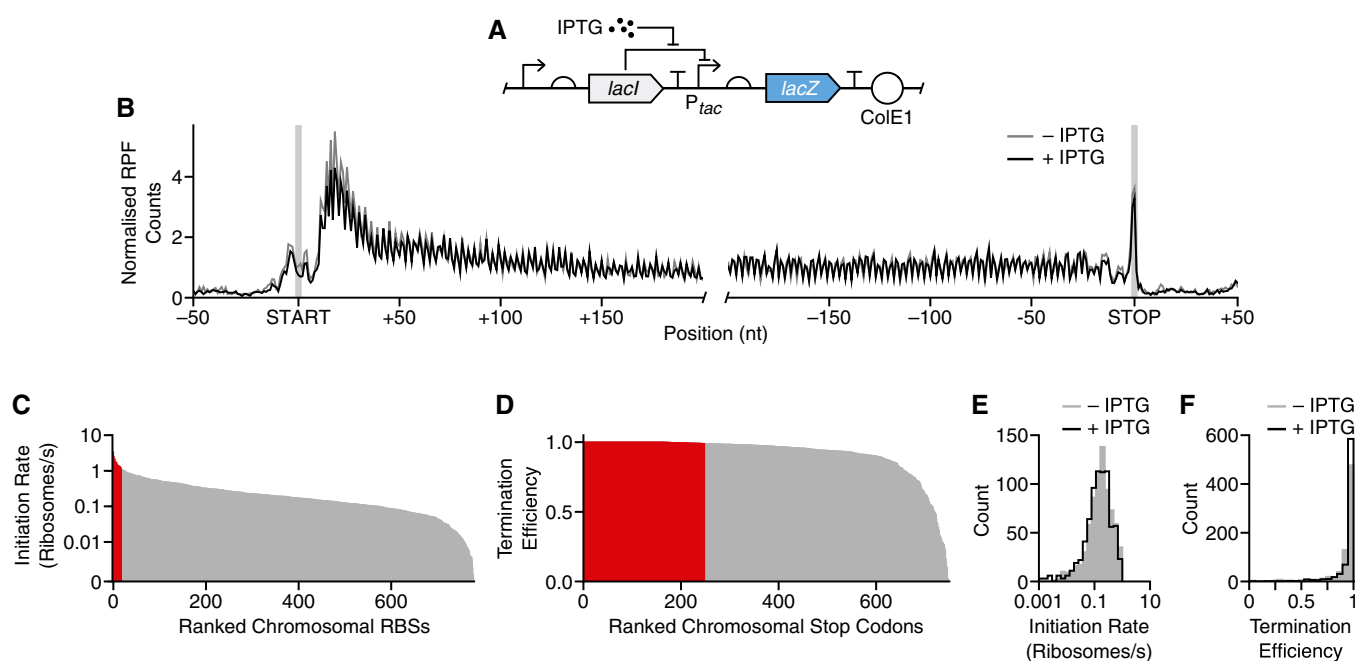 A
IPTG
lacI
Ptac
lacZ
ColE1
B
Normalised RPF
Counts
4
2
0
– IPTG
+ IPTG
–50
START
+50
+100
+150
–150
–100
-50
STOP
+50
Position (nt)
C
Initiation Rate
(Ribosomes/s)
10
1
0.1
0.01
0
0
200
400
600
Ranked Chromosomal RBSs
D
Termination
Efficiency
1.0
0.5
0.0
0
200
400
600
Ranked Chromosomal Stop Codons
E
– IPTG
+ IPTG
Count
150
100
50
0
0.001
0.1
10
Initiation Rate
(Ribosomes/s)
F
– IPTG
+ IPTG
Count
600
400
200
0
0
0.5
1
Termination
Efficiency